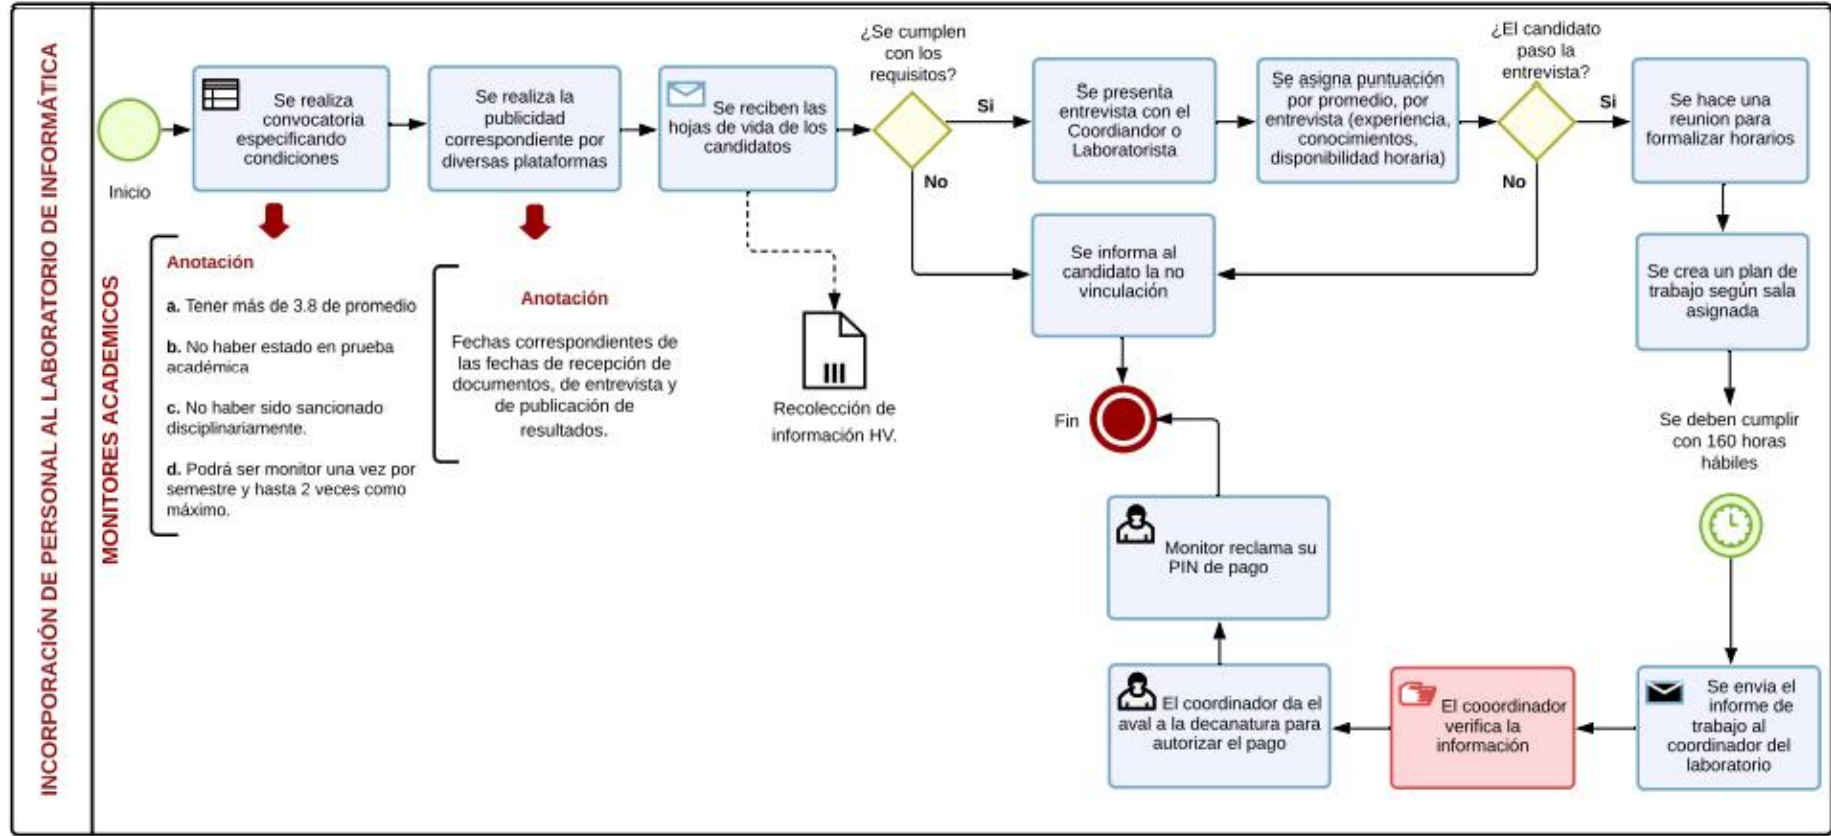 INCORPORACIÓN DE PERSONAL AL LABORATORIO DE INFORMÁTICA
MONITORES ACADEMICOS
Inicio
Se realiza
convocatoria
especificando
condiciones
Anotación
a. Tener más de 3.8 de promedio
b. No haber estado en prueba
académica
c. No haber sido sancionado
disciplinariamente.
d. Podrá ser monitor una vez por
semestre y hasta 2 veces como
máximo.
Se realiza la
publicidad
correspondiente por
diversas plataformas
Anotación
Fechas correspondientes de
las fechas de recepción de
documentos, de entrevista y
de publicación de
resultados.
Se reciben las
hojas de vida de los
candidatos
Recolección de
información HV.
¿Se cumplen
con los
requisitos?
Si
No
Se presenta
entrevista con el
Coordiandor o
Laboratorista
Se asigna puntuación
por promedio, por
entrevista (experiencia,
conocimientos,
disponibilidad horaria)
¿El candidato
paso la
entrevista?
Si
No
Se informa al
candidato la no
vinculación
Fin
Se hace una
reunion para
formalizar horarios
Se crea un plan de
trabajo según sala
asignada
Se deben cumplir
con 160 horas
hábiles
Se envia el
informe de
trabajo al
coordinador del
laboratorio
El cooordinador
verifica la
información
El coordinador da el
aval a la decanatura para
autorizar el pago
Monitor reclama su
PIN de pago